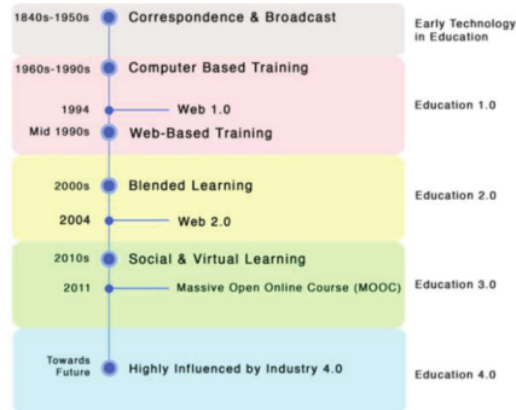 1840s-1950s Correspondence & Broadcast
Early Technology
in Education
1960s-1990s Computer Based Training
1994 Web 1.0
Education 1.0
Mid 1990s Web-Based Training
2000s Blended Learning
Education 2.0
2004 Web 2.0
2010s Social & Virtual Learning
2011 Massive Open Online Course (MOOC)
Education 3.0
Towards
Future
Highly Influenced by Industry 4.0
Education 4.0